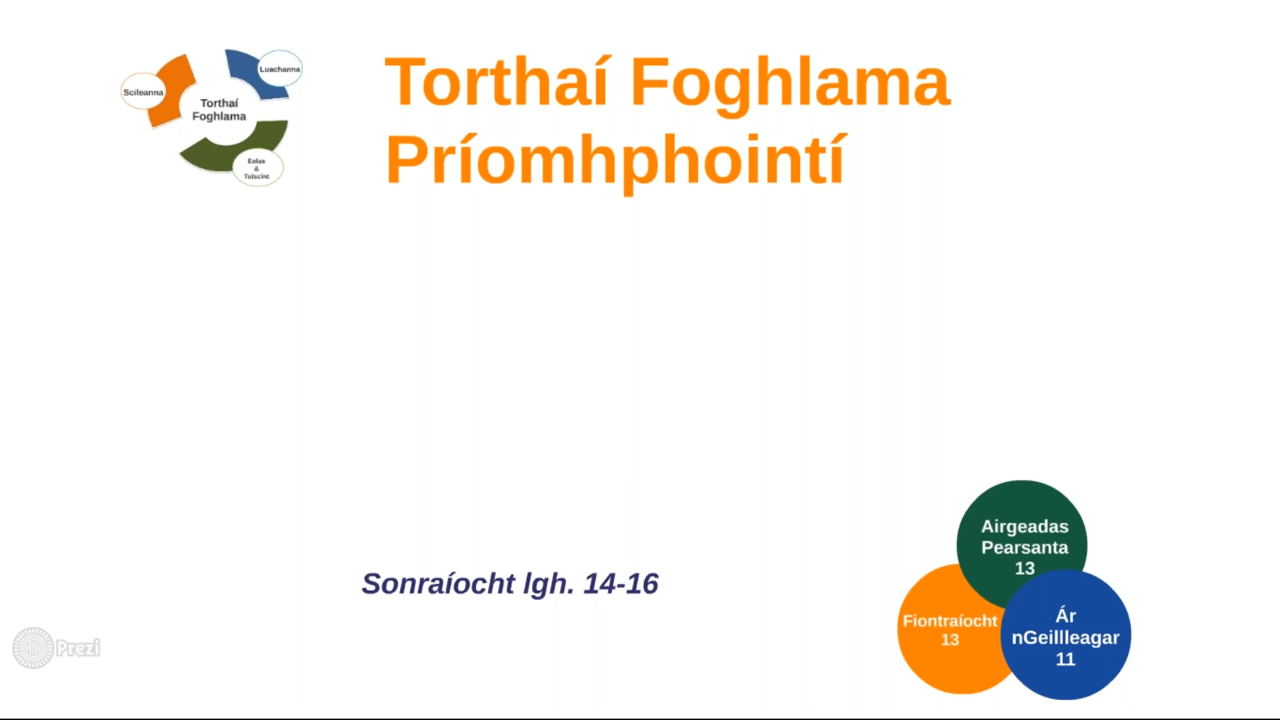 Scileanna
Luachanna
Torthaí
Foghlama
Eolas
&
Tuiscint
Torthaí Foghlama
Príomhphointí
Sonraíocht lgh. 14-16
Airgeadas
Pearsanta
13
Fiontraíocht
13
Ár
nGeillleagar
11
Prezi